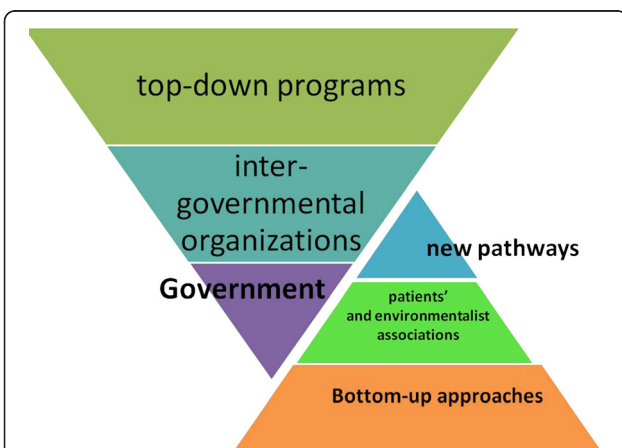 top-down programs
inter-
governmental
organizations
Government
new pathways
patients'
and environmentalist
associations
Bottom-up approaches